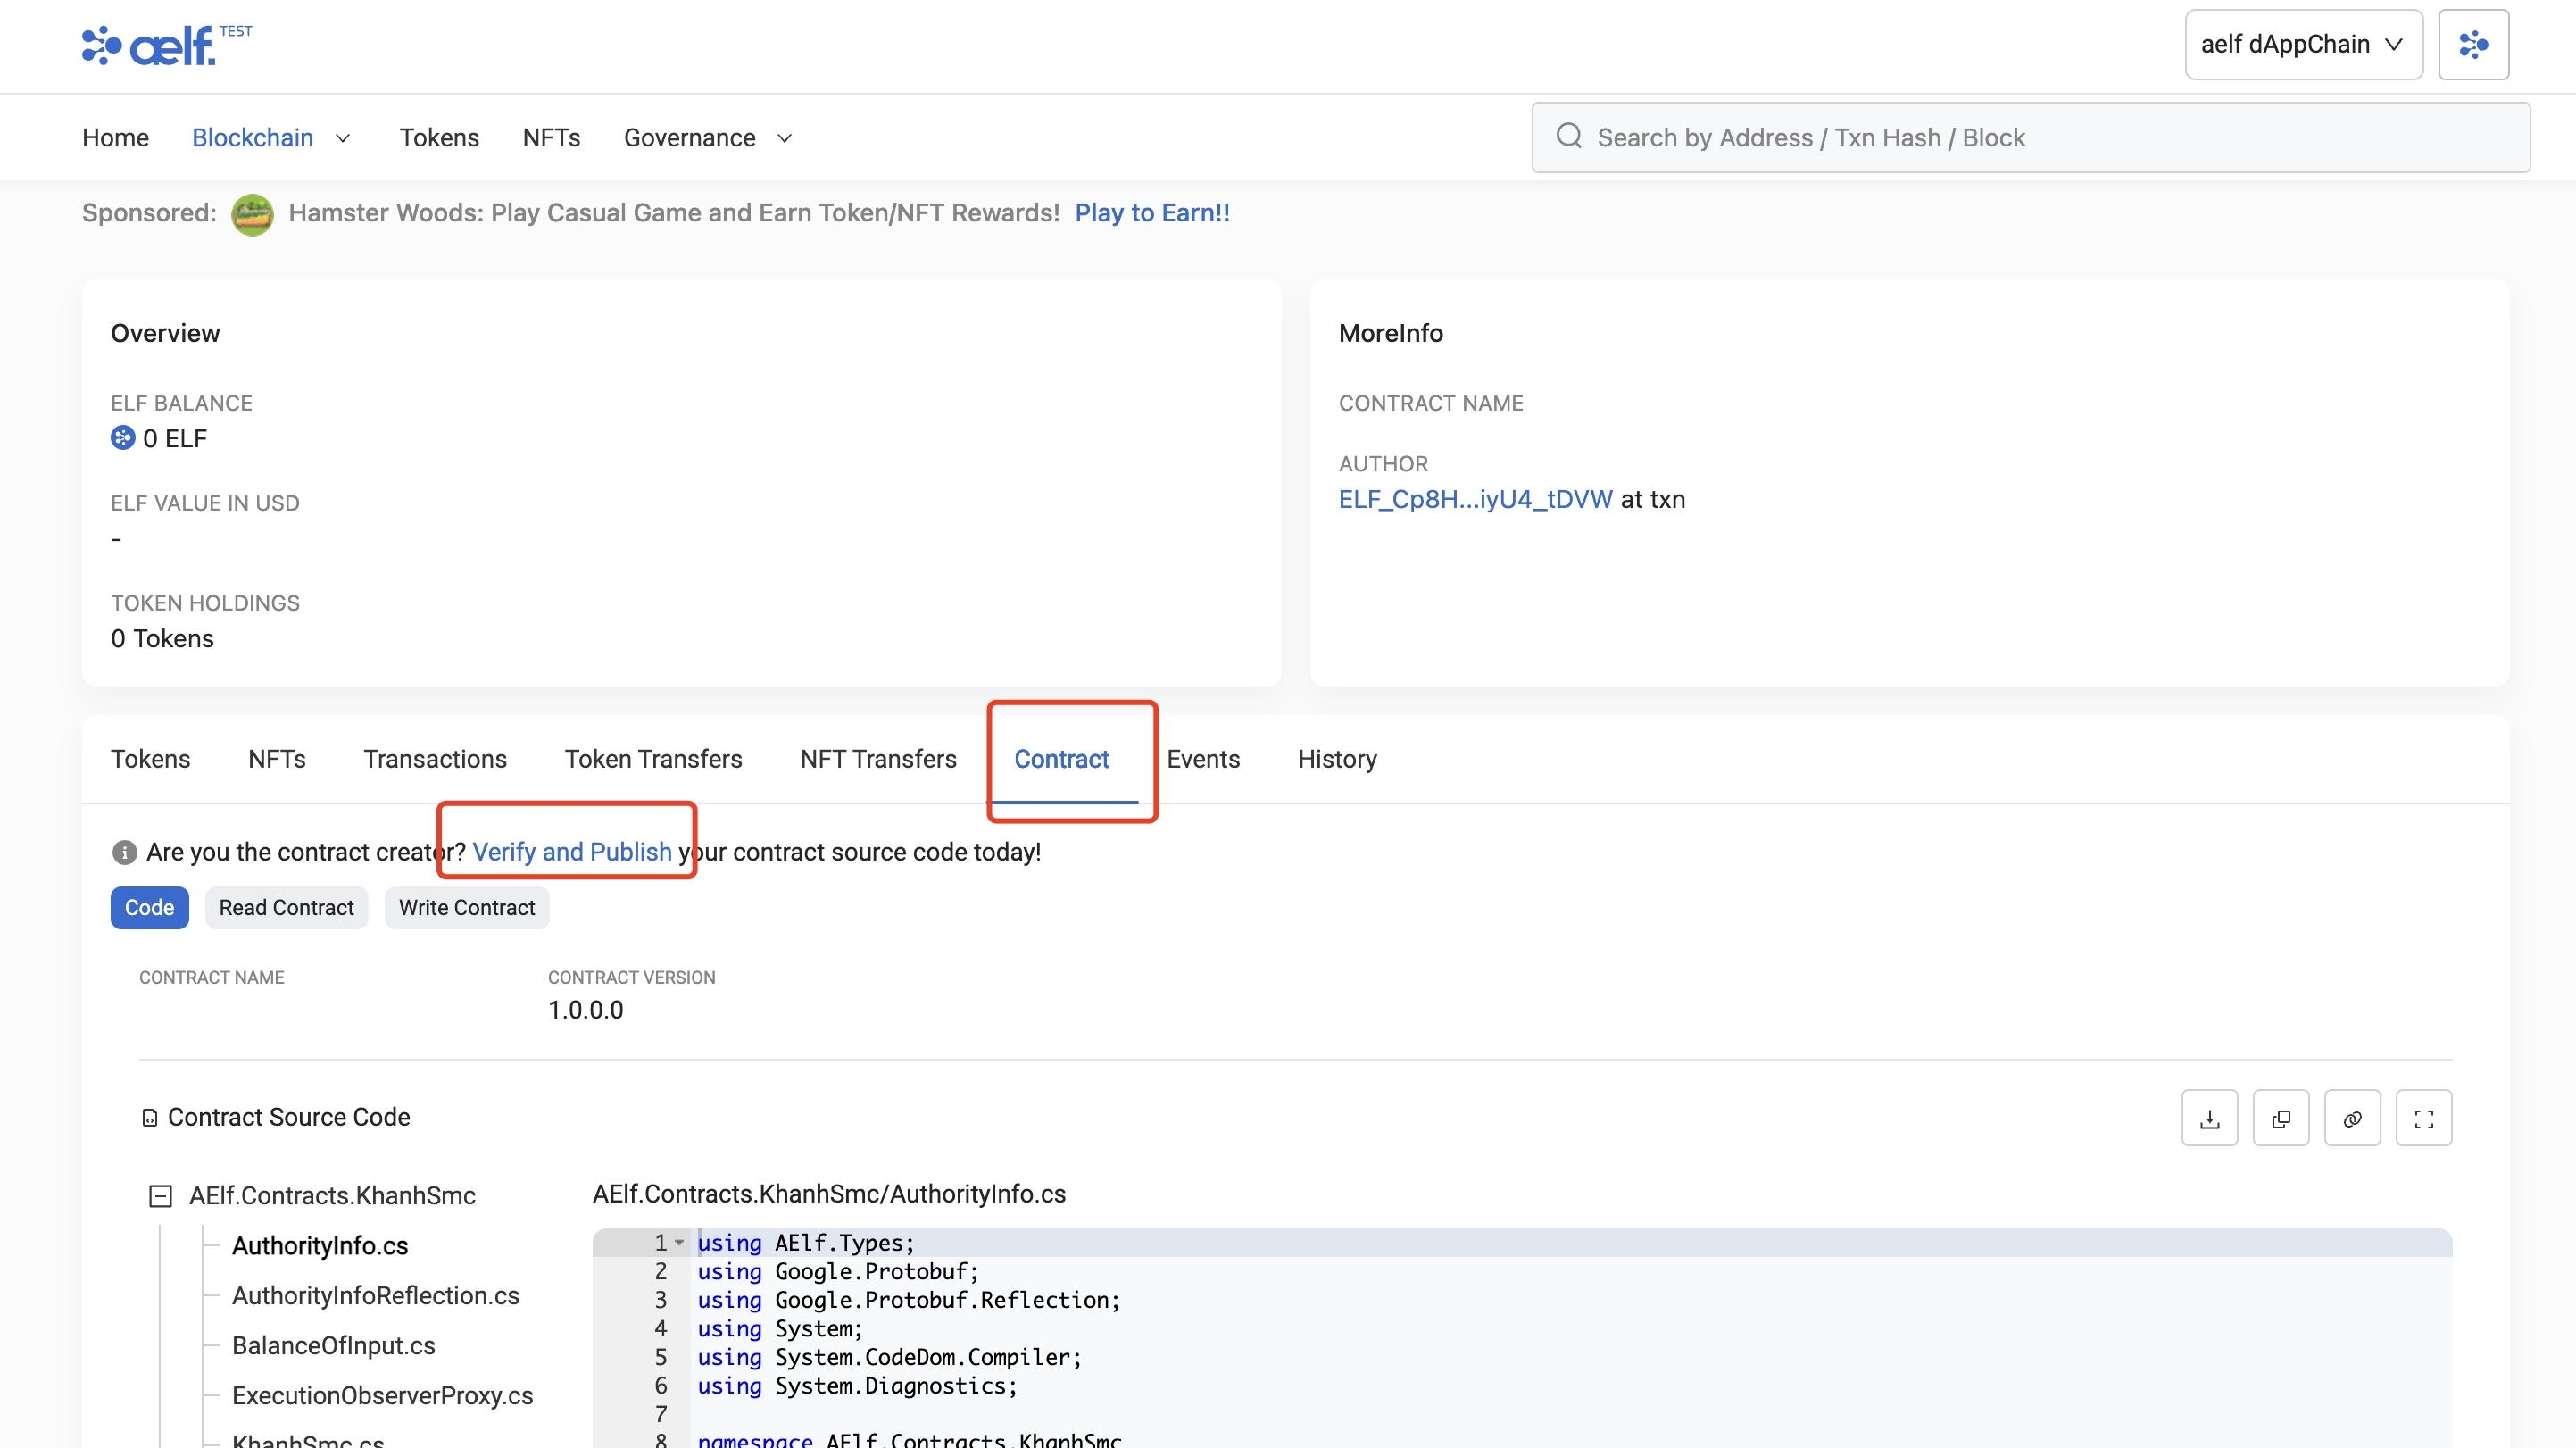 aelf. TEST
aelf dAppChain
Home Blockchain Tokens NFTs Governance
Search by Address / Txn Hash / Block
Sponsored: Hamster Woods: Play Casual Game and Earn Token/NFT Rewards! Play to Earn!!
Overview
ELF BALANCE
0 ELF
ELF VALUE IN USD
-
TOKEN HOLDINGS
0 Tokens
MoreInfo
CONTRACT NAME
AUTHOR
ELF_Cp8H...iyU4_tDVW at txn
Tokens NFTs Transactions Token Transfers NFT Transfers Contract Events History
Are you the contract creator? Verify and Publish your contract source code today!
Code Read Contract Write Contract
CONTRACT NAME CONTRACT VERSION
1.0.0.0
Contract Source Code
AElf.Contracts.KhanhSmc
AuthorityInfo.cs
AuthorityInfoReflection.cs
BalanceOfInput.cs
ExecutionObserverProxy.cs
KhanhSmc.cs
AElf.Contracts.KhanhSmc/AuthorityInfo.cs
1 using AElf.Types;
2 using Google.Protobuf;
3 using Google.Protobuf.Reflection;
4 using System;
5 using System.CodeDom.Compiler;
6 using System.Diagnostics;
7
8 namespace AElf.Contracts.KhanhSmc